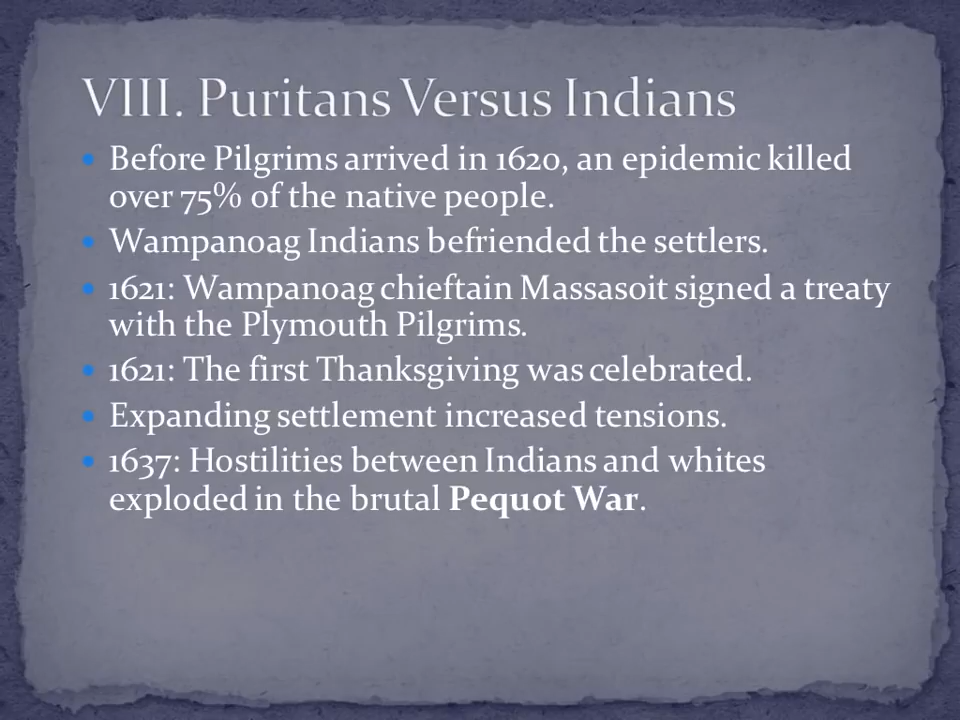 VIII. Puritans Versus Indians
• Before Pilgrims arrived in 1620, an epidemic killed
over 75% of the native people.
• Wampanoag Indians befriended the settlers.
• 1621: Wampanoag chieftain Massasoit signed a treaty
with the Plymouth Pilgrims.
• 1621: The first Thanksgiving was celebrated.
• Expanding settlement increased tensions.
• 1637: Hostilities between Indians and whites
exploded in the brutal Pequot War.